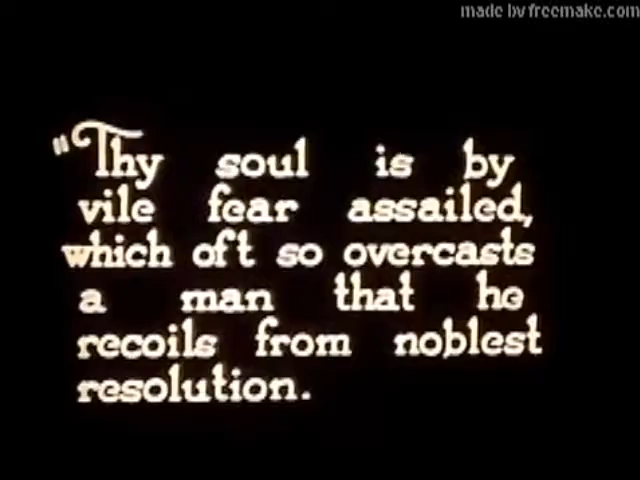 made by freemake.com
"Thy soul is by
vile fear assailed,
which oft so overcasts
a man that he
recoils from noblest
resolution.